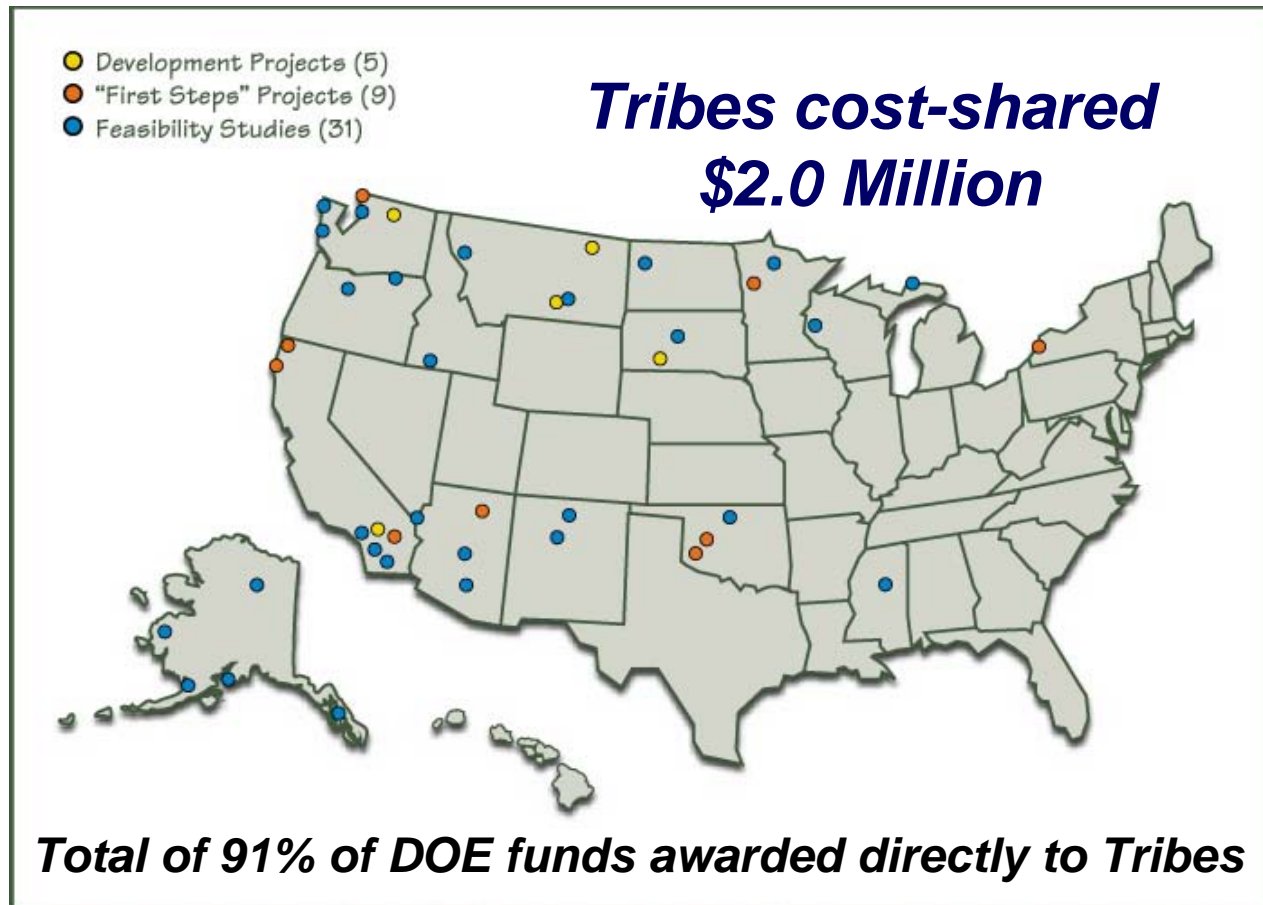 Development Projects (5)
"First Steps" Projects (9)
Feasibility Studies (31)
Tribes cost-shared
$2.0 Million
Total of 91% of DOE funds awarded directly to Tribes